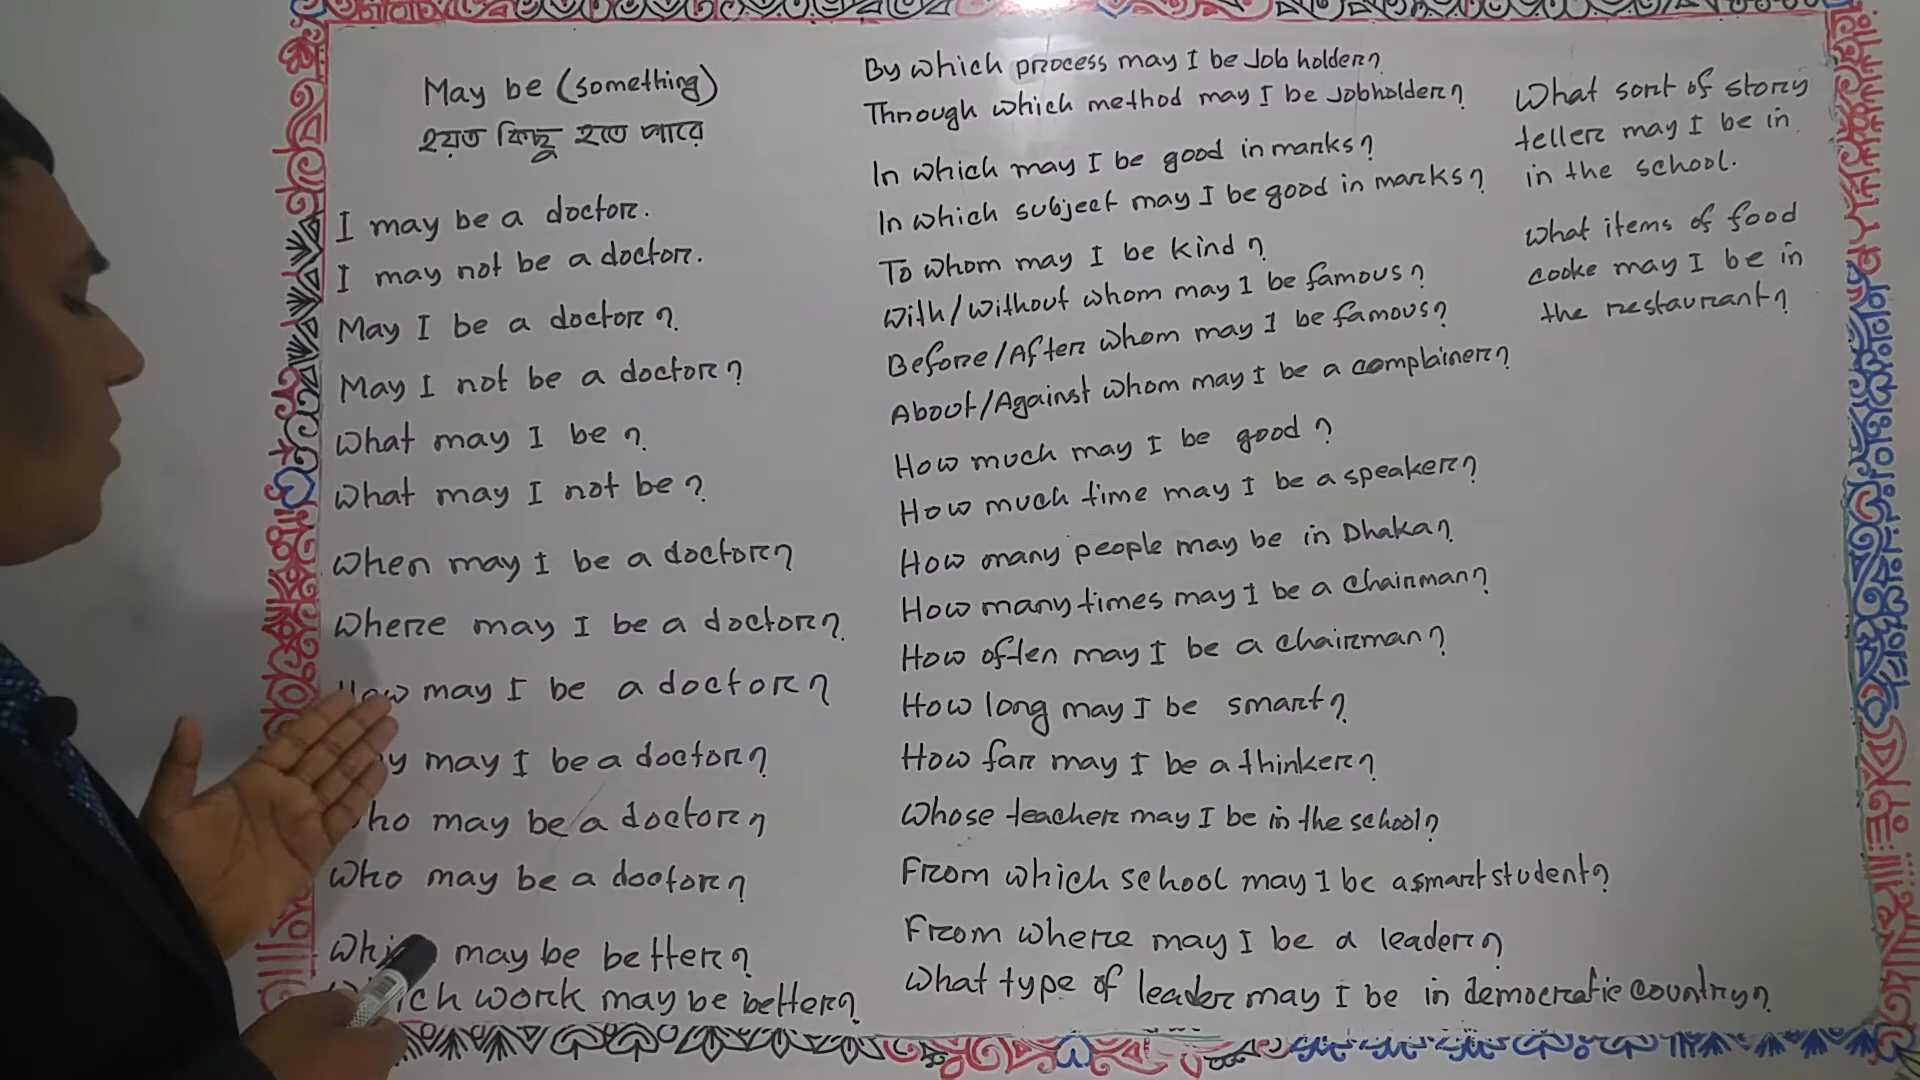 May be (something)
হয়ত কিছু হতে পারে
I may be a doctor.
I may not be a doctor.
May I be a doctor?
May I not be a doctor?
What may I be?
What may I not be?
When may I be a doctor?
Where may I be a doctor?
How may I be a doctor?
may I be a doctor?
may be a doctor?
Who may be a doctor?
may be better?
work may be better?
By which process may I be Job holder?
Through which method may I be Jobholder?
In which may I be good in marks?
In which subject may I be good in marks?
To whom may I be kind?
With/Without whom may I be famous?
Before/After whom may I be famous?
About/Against whom may I be a complainer?
How much may I be good?
How much time may I be a speaker?
How many people may be in Dhaka?
How many times may I be a Chairman?
How often may I be a chairman?
How long may I be smart?
How far may I be a thinker?
Whose teacher may I be in the school?
From which school may I be a smart student?
From where may I be a leader?
What type of leader may I be in democratic country?
What sort of story
teller may I be in
in the school.
What items of food
cooke may I be in
the restaurant?